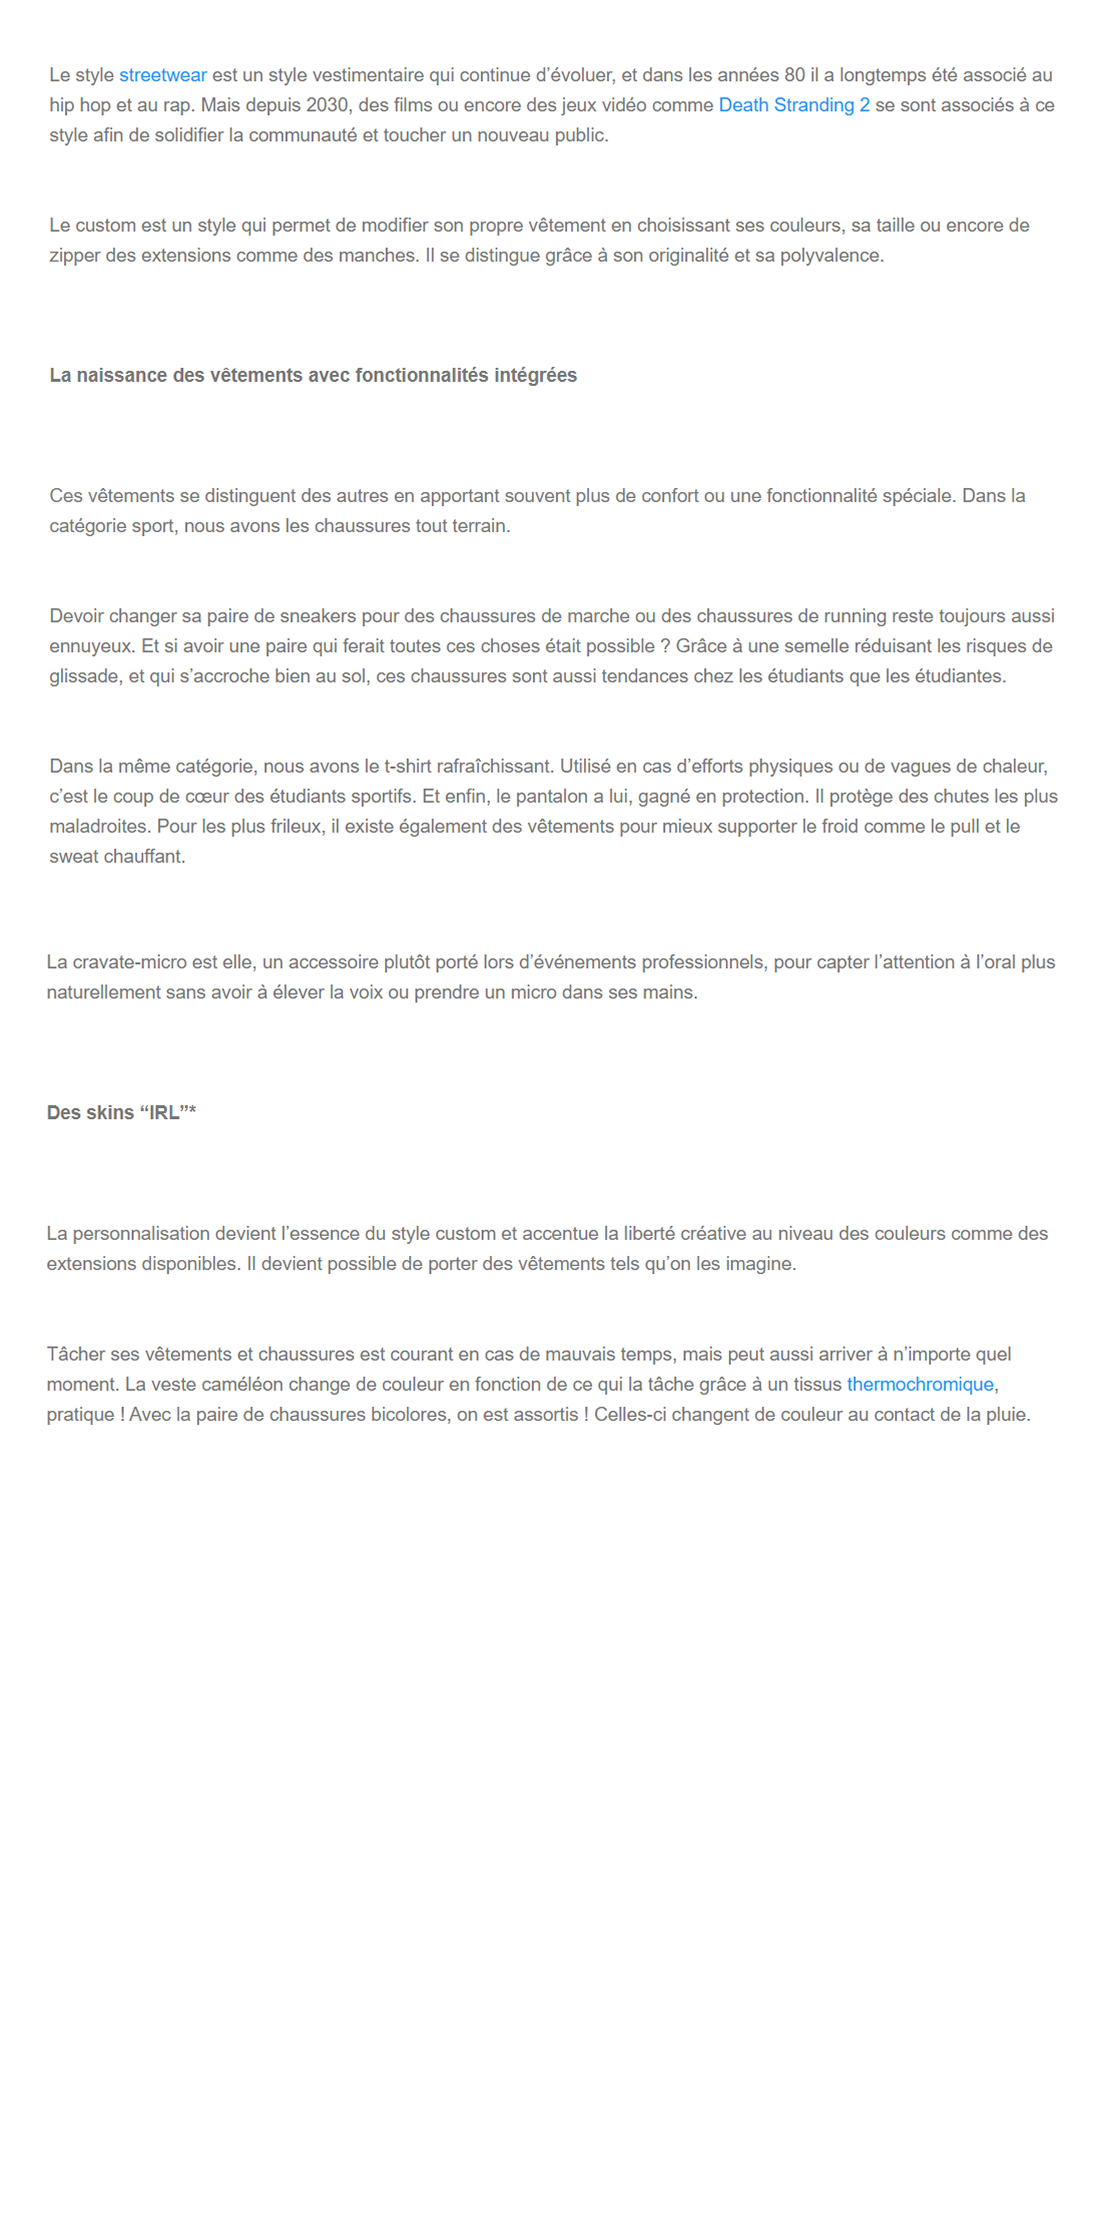 Le style streetwear est un style vestimentaire qui continue d’évoluer, et dans les années 80 il a longtemps été associé au
hip hop et au rap. Mais depuis 2030, des films ou encore des jeux vidéo comme Death Stranding 2 se sont associés à ce
style afin de solidifier la communauté et toucher un nouveau public.
Le custom est un style qui permet de modifier son propre vêtement en choisissant ses couleurs, sa taille ou encore de
zipper des extensions comme des manches. Il se distingue grâce à son originalité et sa polyvalence.
La naissance des vêtements avec fonctionnalités intégrées
Ces vêtements se distinguent des autres en apportant souvent plus de confort ou une fonctionnalité spéciale. Dans la
catégorie sport, nous avons les chaussures tout terrain.
Devoir changer sa paire de sneakers pour des chaussures de marche ou des chaussures de running reste toujours aussi
ennuyeux. Et si avoir une paire qui ferait toutes ces choses était possible ? Grâce à une semelle réduisant les risques de
glissade, et qui s’accroche bien au sol, ces chaussures sont aussi tendances chez les étudiants que les étudiantes.
Dans la même catégorie, nous avons le t-shirt rafraîchissant. Utilisé en cas d’efforts physiques ou de vagues de chaleur,
c’est le coup de cœur des étudiants sportifs. Et enfin, le pantalon a lui, gagné en protection. Il protège des chutes les plus
maladroites. Pour les plus frileux, il existe également des vêtements pour mieux supporter le froid comme le pull et le
sweat chauffant.
La cravate-micro est elle, un accessoire plutôt porté lors d’événements professionnels, pour capter l’attention à l’oral plus
naturellement sans avoir à élever la voix ou prendre un micro dans ses mains.
Des skins “IRL”*
La personnalisation devient l’essence du style custom et accentue la liberté créative au niveau des couleurs comme des
extensions disponibles. Il devient possible de porter des vêtements tels qu’on les imagine.
Tâcher ses vêtements et chaussures est courant en cas de mauvais temps, mais peut aussi arriver à n’importe quel
moment. La veste caméléon change de couleur en fonction de ce qui la tâche grâce à un tissus thermochromique,
pratique ! Avec la paire de chaussures bicolores, on est assortis ! Celles-ci changent de couleur au contact de la pluie.